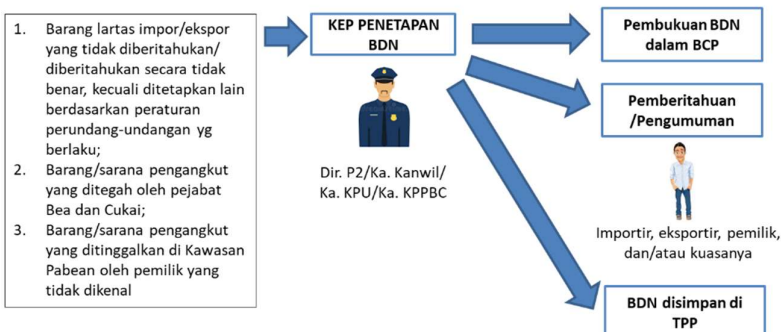 1. Barang lartas impor/ekspor
yang tidak diberitahukan/
diberitahukan secara tidak
benar, kecuali ditetapkan lain
berdasarkan peraturan
perundang-undangan yg
berlaku;
2. Barang/sarana pengangkut
yang ditegah oleh pejabat
Bea dan Cukai;
3. Barang/sarana pengangkut
yang ditinggalkan di Kawasan
Pabean oleh pemilik yang
tidak dikenal
KEP PENETAPAN
BDN
Dir. P2/Ka. Kanwil/
Ka. KPU/Ka. KPPBC
Pembukuan BDN
dalam BCP
Pemberitahuan
/Pengumuman
Importir, eksportir, pemilik,
dan/atau kuasanya
BDN disimpan di
TPP